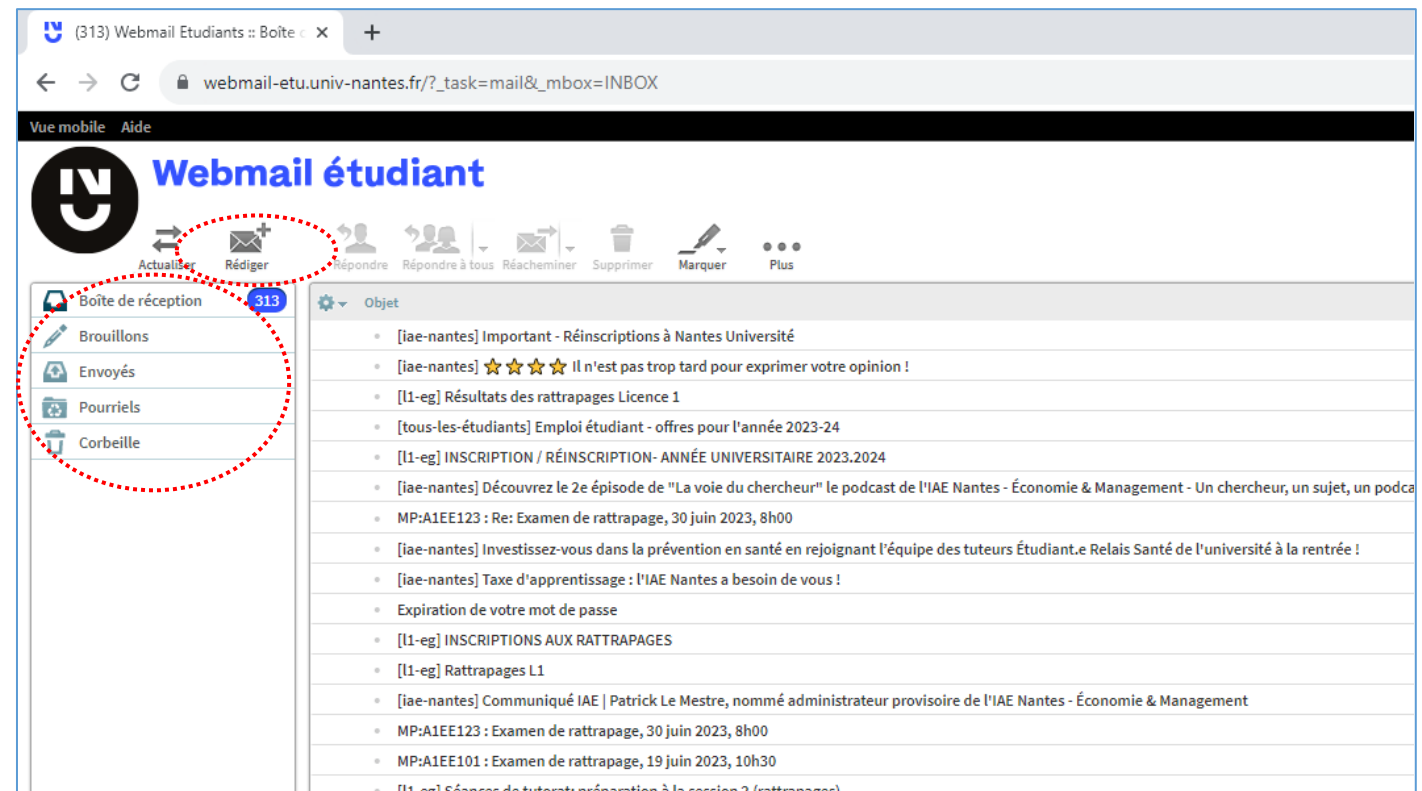 (313) Webmail Etudiants :: Boîte
webmail-etu.univ-nantes.fr/?_task=mail&_mbox=INBOX
Vue mobile Aide
Webmail étudiant
Actualiser Rédiger Répondre Répondre à tous Réacheminer Supprimer Marquer Plus
Boîte de réception 313
Brouillons
Envoyés
Pourriels
Corbeille
Objet
[iae-nantes] Important - Réinscriptions à Nantes Université
[iae-nantes] ⭐⭐⭐⭐ Il n'est pas trop tard pour exprimer votre opinion !
[l1-eg] Résultats des rattrapages Licence 1
[tous-les-étudiants] Emploi étudiant - offres pour l'année 2023-24
[l1-eg] INSCRIPTION / RÉINSCRIPTION- ANNÉE UNIVERSITAIRE 2023.2024
[iae-nantes] Découvrez le 2e épisode de "La voie du chercheur" le podcast de l'IAE Nantes - Économie & Management - Un chercheur, un sujet, un podca
MP:A1EE123 : Re: Examen de rattrapage, 30 juin 2023, 8h00
[iae-nantes] Investissez-vous dans la prévention en santé en rejoignant l’équipe des tuteurs Étudiant.e Relais Santé de l'université à la rentrée !
[iae-nantes] Taxe d'apprentissage : l'IAE Nantes a besoin de vous !
Expiration de votre mot de passe
[l1-eg] INSCRIPTIONS AUX RATTRAPAGES
[l1-eg] Rattrapages L1
[iae-nantes] Communiqué IAE | Patrick Le Mestre, nommé administrateur provisoire de l'IAE Nantes - Économie & Management
MP:A1EE123 : Examen de rattrapage, 30 juin 2023, 8h00
MP:A1EE101 : Examen de rattrapage, 19 juin 2023, 10h30
[l1-eg] Séances de tutorat: préparation à la session 2 (rattrapages)